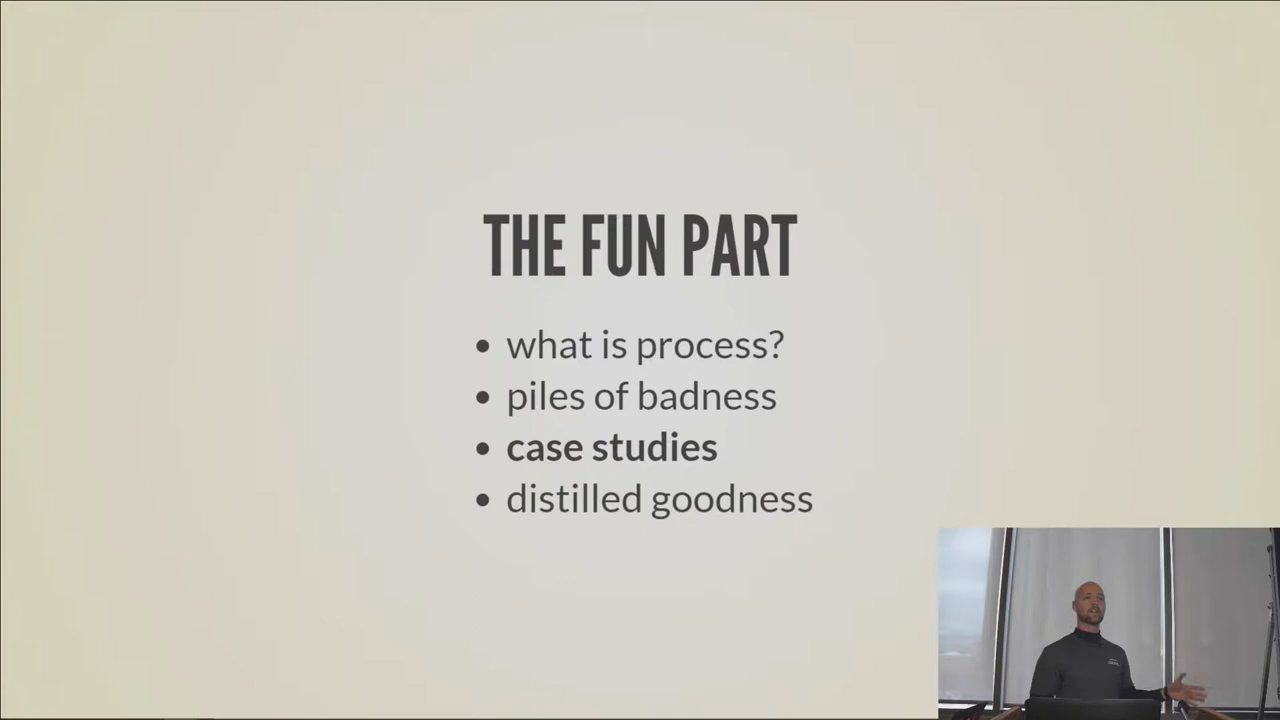 THE FUN PART
• what is process?
• piles of badness
• case studies
• distilled goodness